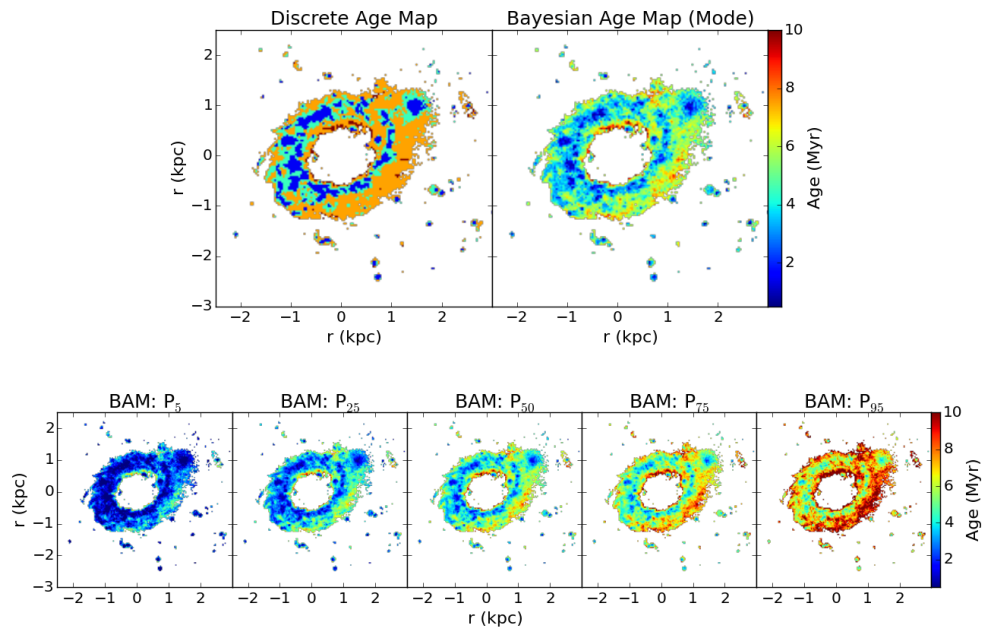 Discrete Age Map
Bayesian Age Map (Mode)
r (kpc)
2
1
0
−1
−2
−3
−2 −1 0 1 2
−2 −1 0 1 2
r (kpc)
r (kpc)
10
8
6
4
2
Age (Myr)
BAM: P5
BAM: P25
BAM: P50
BAM: P75
BAM: P95
r (kpc)
2
1
0
−1
−2
−3
−2 −1 0 1 2
−2 −1 0 1 2
−2 −1 0 1 2
−2 −1 0 1 2
−2 −1 0 1 2
r (kpc)
10
8
6
4
2
Age (Myr)